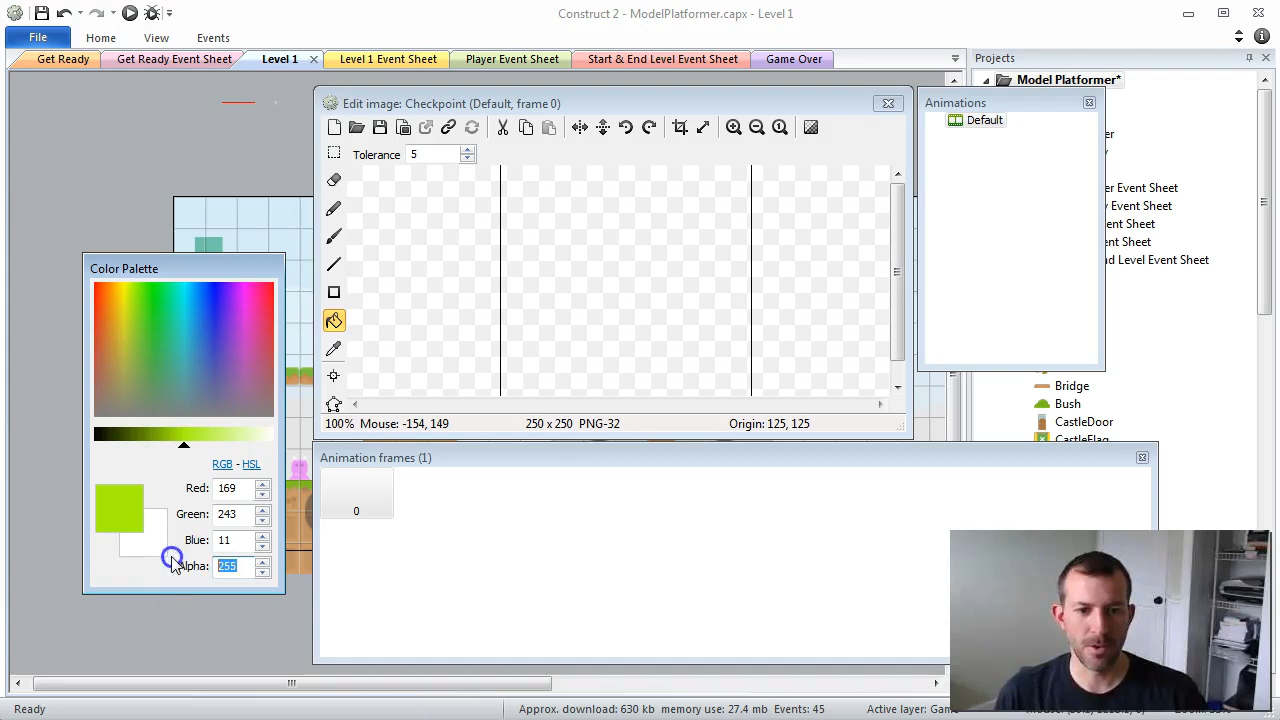 Construct 2 - ModelPlatformer.capx - Level 1
File
Home
View
Events
Get Ready
Get Ready Event Sheet
Level 1
Level 1 Event Sheet
Player Event Sheet
Start & End Level Event Sheet
Game Over
Projects
Model Platformer*
Edit image: Checkpoint (Default, frame 0)
Animations
Default
Tolerance
5
er Event Sheet
Event Sheet
vent Sheet
Sheet
nd Level Event Sheet
Bridge
Bush
CastleDoor
CastleFlag
Color Palette
RGB - HSL
Red: 169
Green: 243
Blue: 11
Alpha: 255
100%
Mouse: -154, 149
250 x 250
PNG-32
Origin: 125, 125
Animation frames (1)
0
Ready
Approx. download: 630 kb
memory use: 27.4 mb
Events: 45
Active layer: